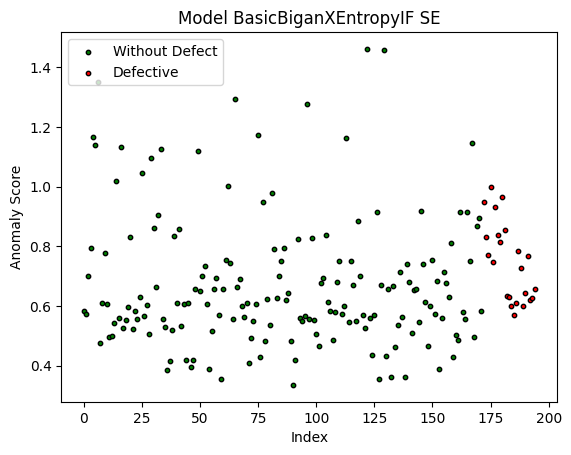 Model BasicBiganXEntropyIF SE
Without Defect
Defective
Anomaly Score
1.4
1.2
1.0
0.8
0.6
0.4
0 25 50 75 100 125 150 175 200
Index